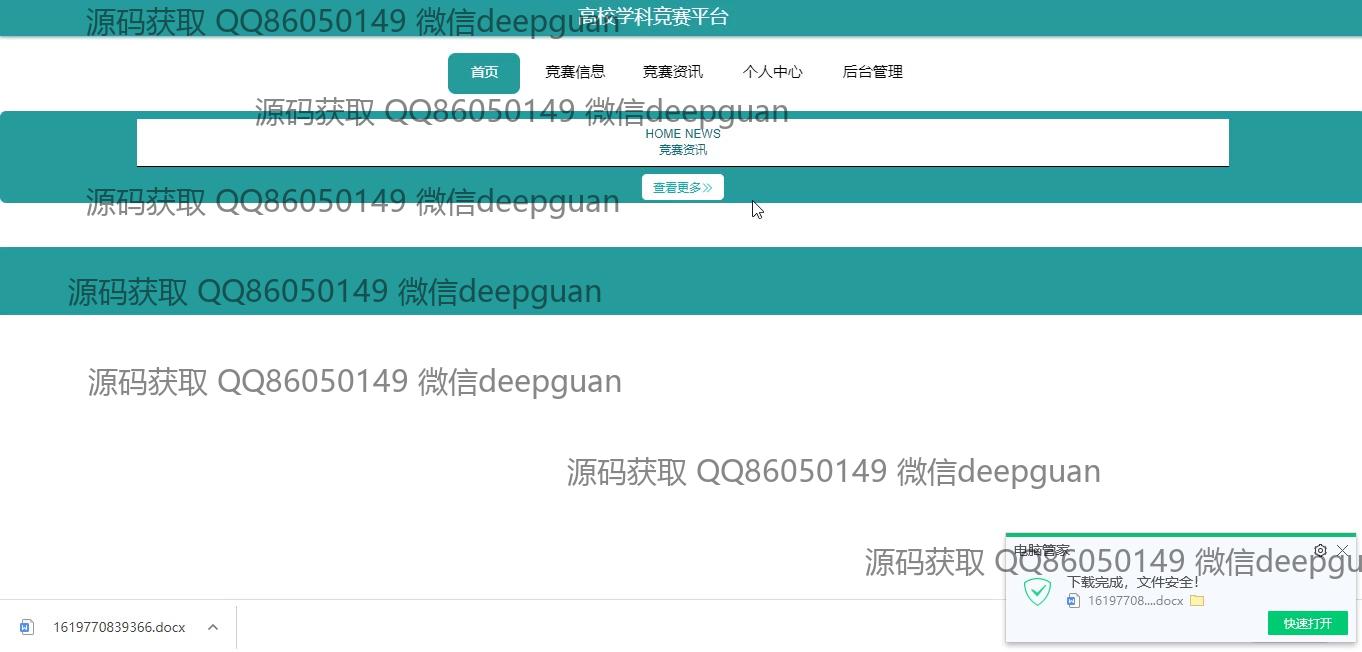 高校学科竞赛平台
源码获取 QQ86050149 微信deepguan
首页 竞赛信息 竞赛资讯 个人中心 后台管理
源码获取 QQ86050149 微信deepguan
HOME NEWS
竞赛资讯
查看更多》
源码获取 QQ86050149 微信deepguan
源码获取 QQ86050149 微信deepguan
源码获取 QQ86050149 微信deepguan
源码获取 QQ86050149 微信deepguan
电脑管家
源码获取 QQ86050149 微信deepgu
下载完成，文件安全！
16197708....docx
快速打开
1619770839366.docx